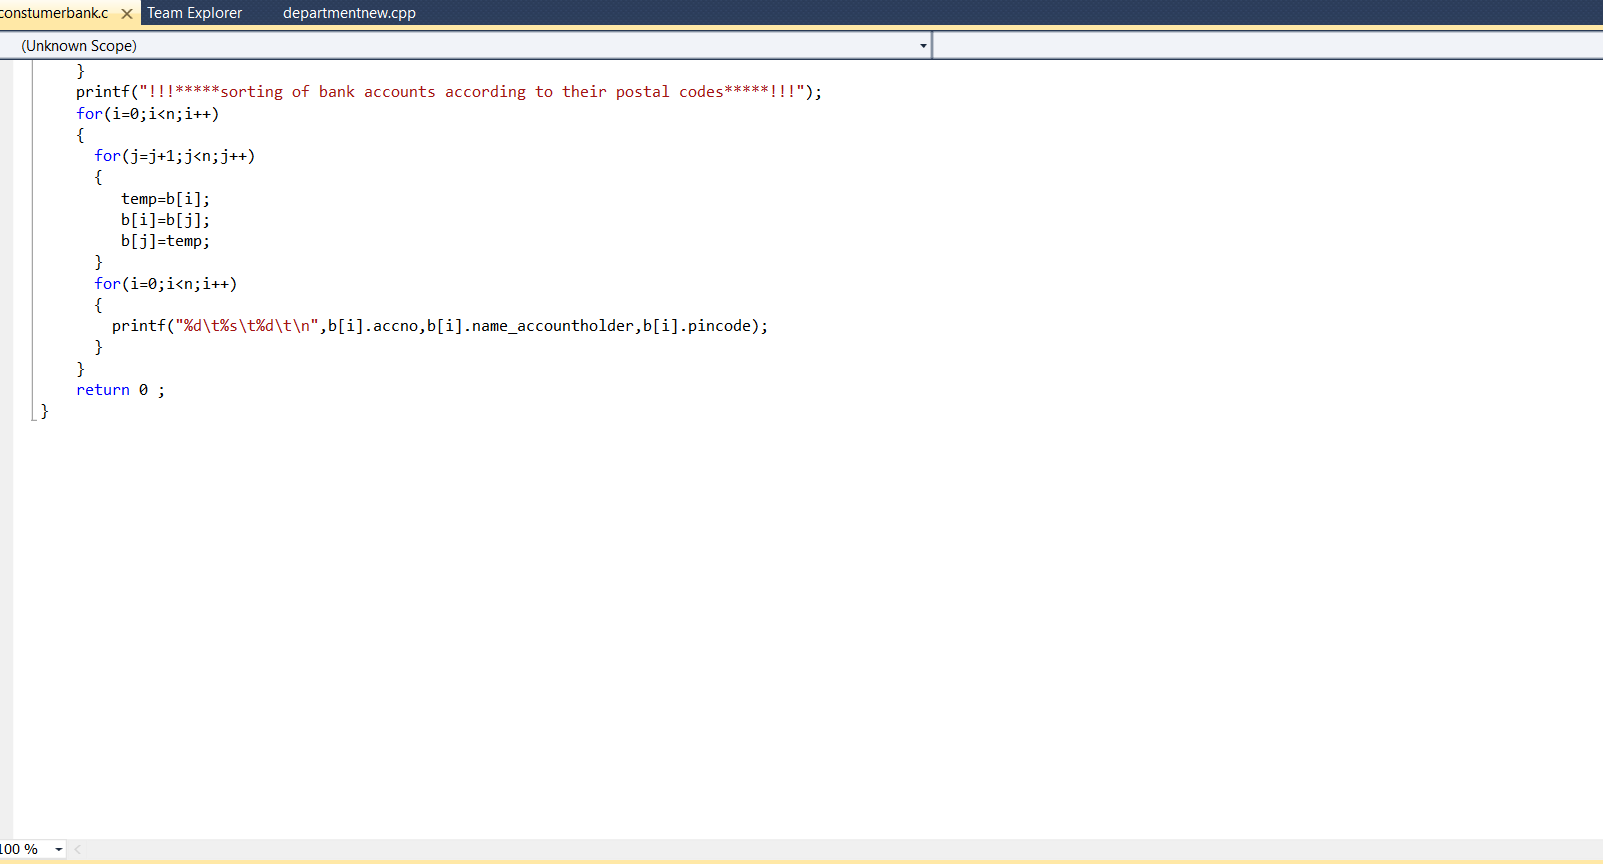 constumerbank.c Team Explorer departmentnew.cpp
(Unknown Scope)
}
printf("!!!*****sorting of bank accounts according to their postal codes*****!!!");
for(i=0;i<n;i++)
{
for(j=j+1;j<n;j++)
{
temp=b[i];
b[i]=b[j];
b[j]=temp;
}
for(i=0;i<n;i++)
{
printf("%d\t%s\t%d\t\n",b[i].accno,b[i].name_accountholder,b[i].pincode);
}
}
return 0 ;
}
100 %